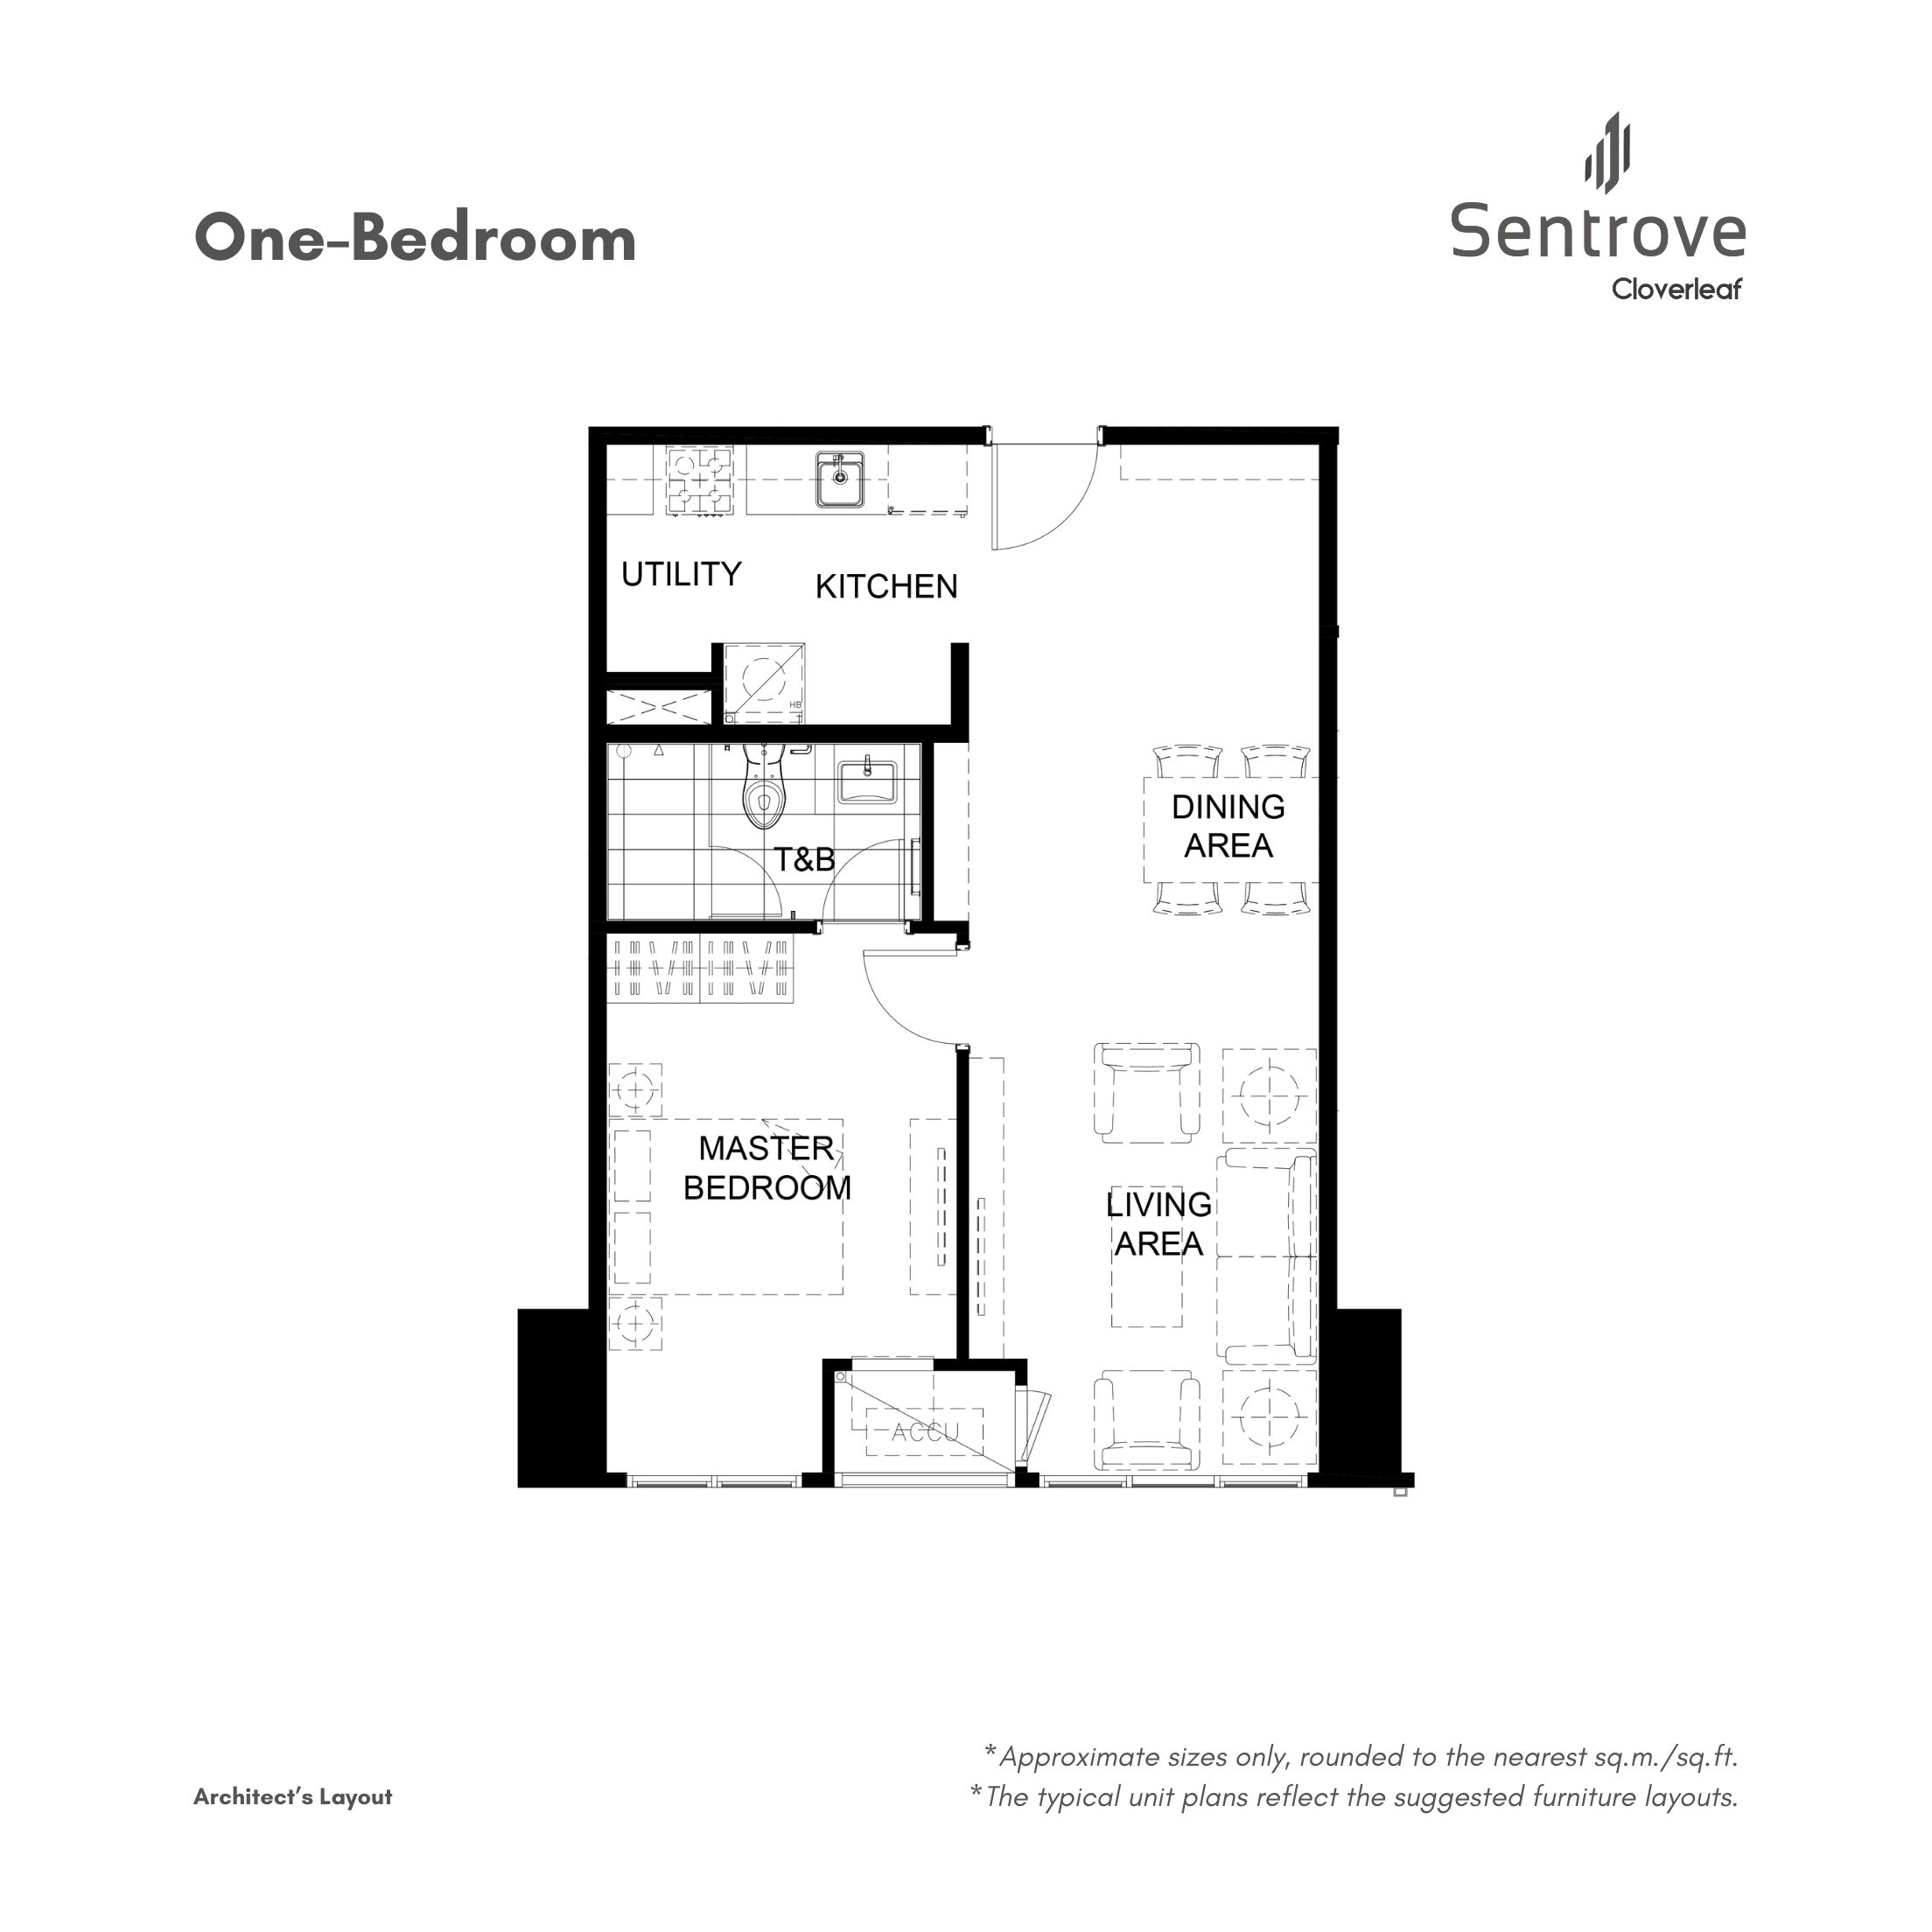 One-Bedroom
Sentrove
Cloverleaf
UTILITY
KITCHEN
HB
DINING
AREA
T&B
MASTER
BEDROOM
LIVING
AREA
ACCU
*Approximate sizes only, rounded to the nearest sq.m./sq.ft.
Architect’s Layout
*The typical unit plans reflect the suggested furniture layouts.